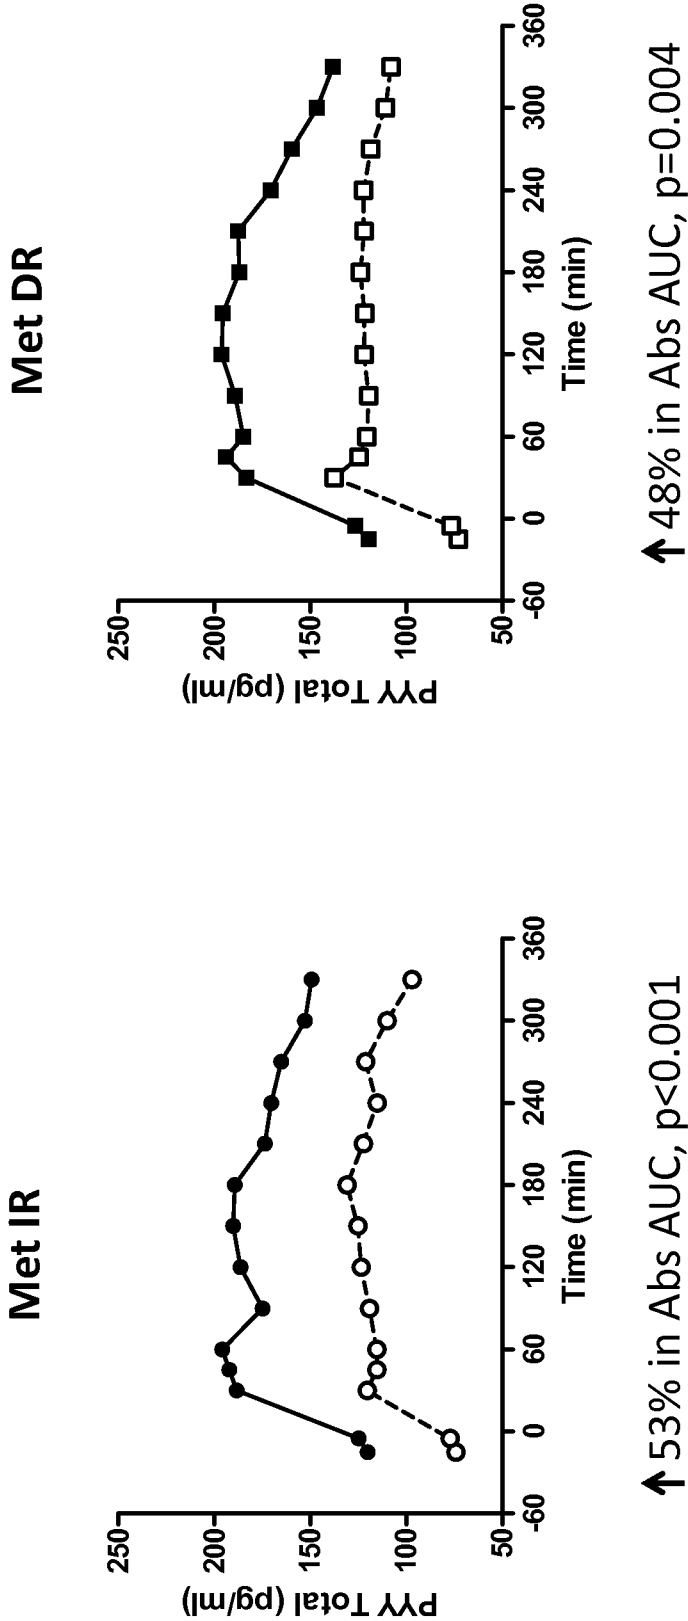 Met IR
PYY Total (pg/ml)
250
200
150
100
50
-60 0 60 120 180 240 300 360
Time (min)
↑53% in Abs AUC, p<0.001
Met DR
PYY Total (pg/ml)
250
200
150
100
50
-60 0 60 120 180 240 300 360
Time (min)
↑48% in Abs AUC, p=0.004